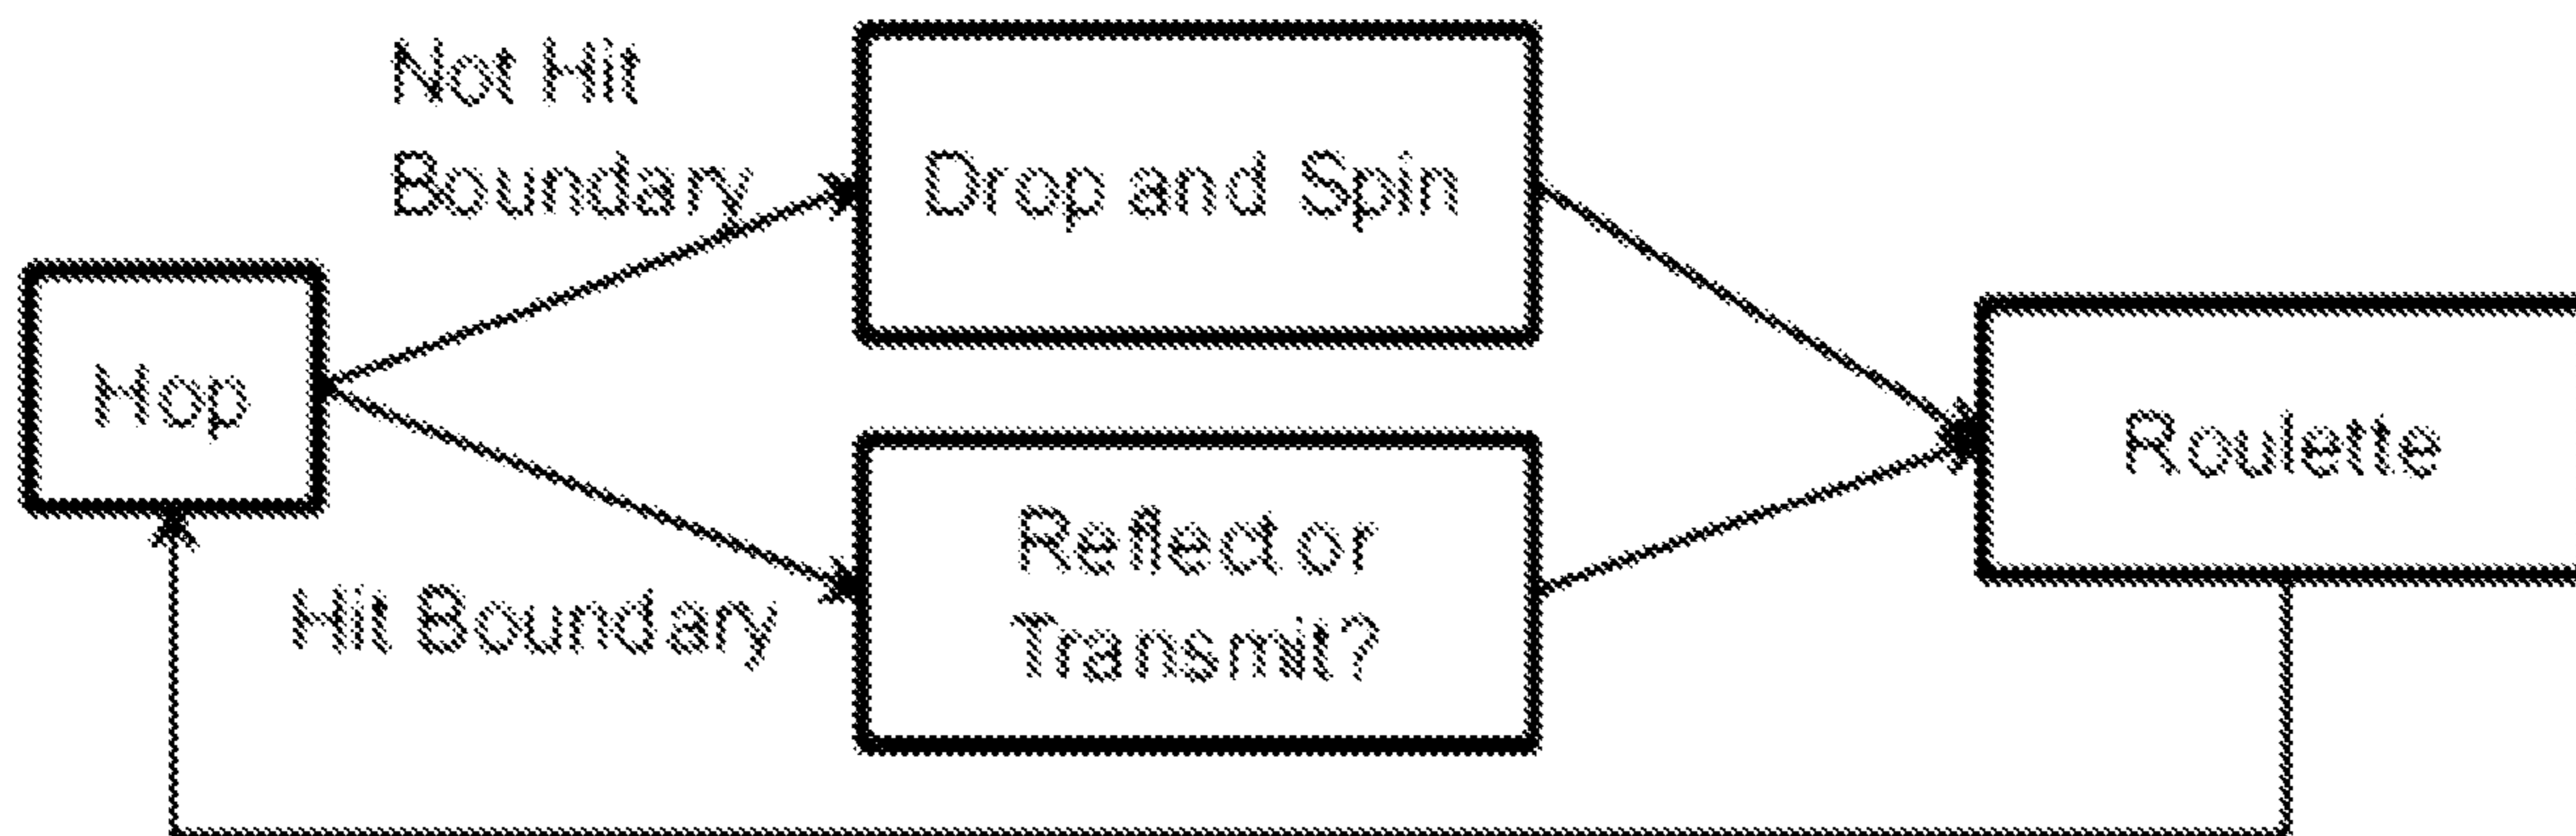 Not Hit
Boundary
Drop and Spin
Hop
Roulette
Reflect or
Transmit?
Hit Boundary